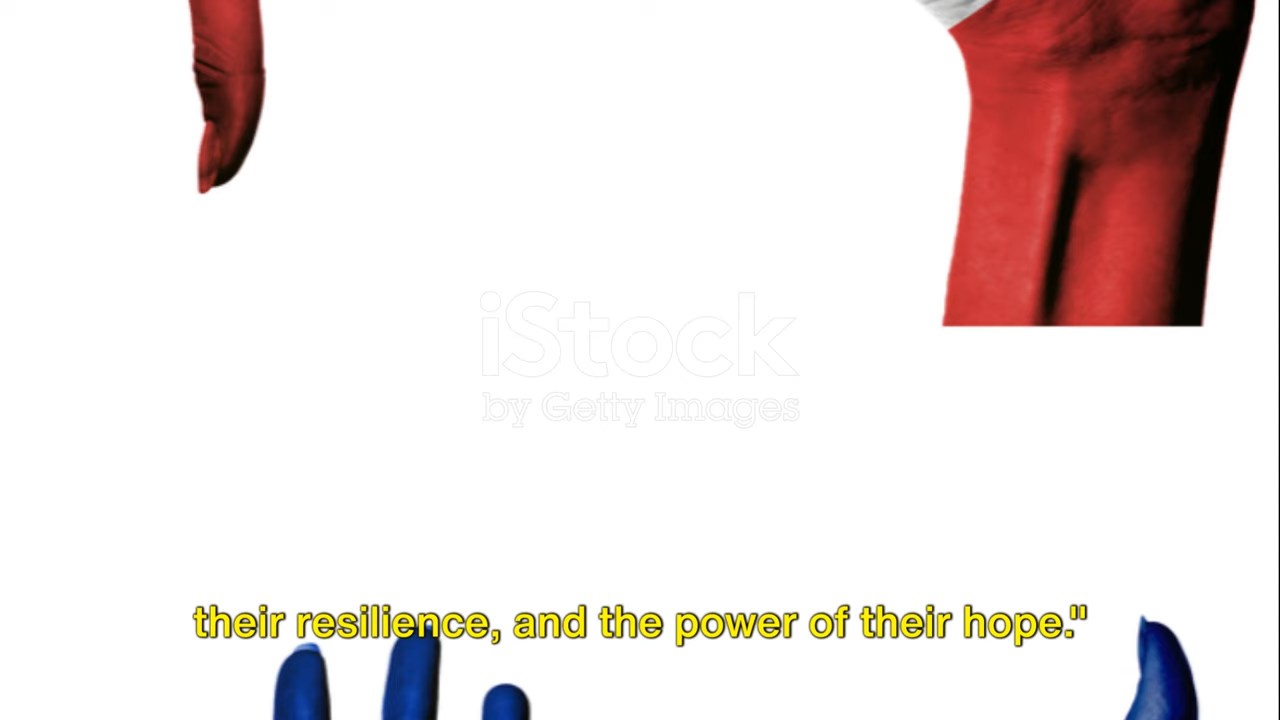 iStock
by Getty Images
their resilience, and the power of their hope."